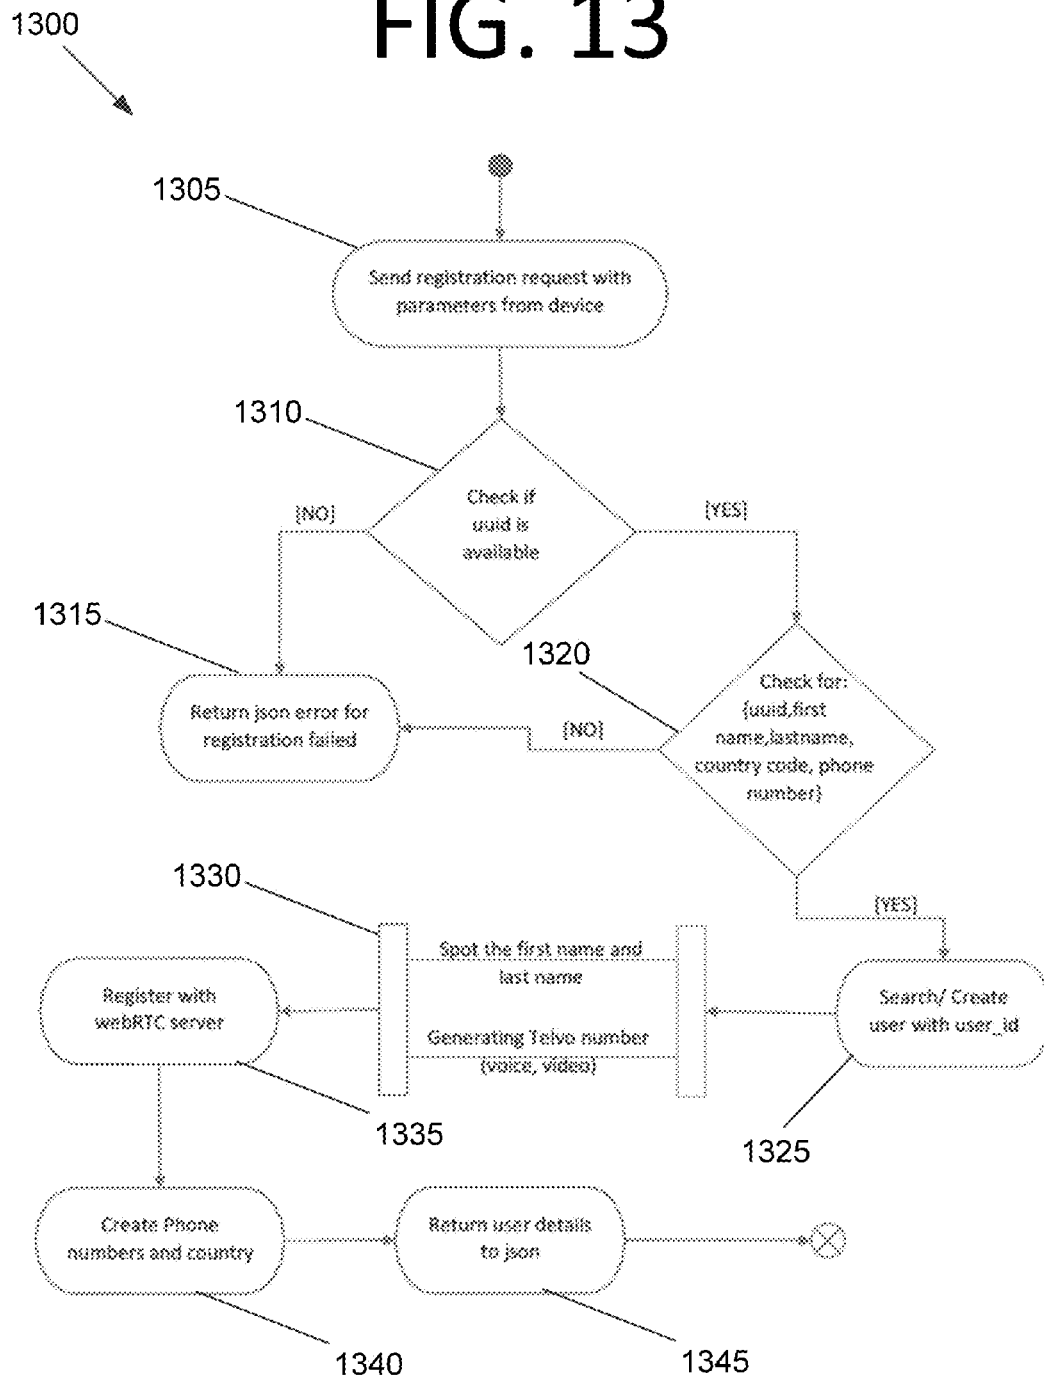 FIG. 13
1300
1305
Send registration request with
parameters from device
1310
Check if
uuid is
available
[NO]
[YES]
1315
Return json error for
registration failed
1320
Check for:
{uuid,first
name,lastname,
country code, phone
number}
[NO]
[YES]
1330
Spot the first name and
last name
Generating Telvo number
(voice, video)
Register with
webRTC server
Search/ Create
user with user_id
1335
1325
Create Phone
numbers and country
Return user details
to json
1340
1345